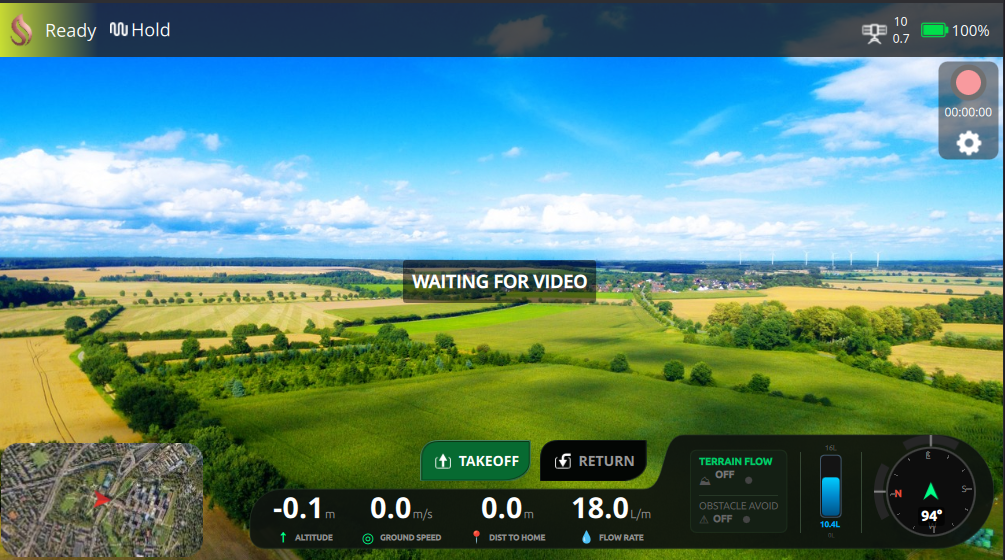 Ready Hold
10
0.7
100%
00:00:00
WAITING FOR VIDEO
TAKEOFF
RETURN
-0.1 m
ALTITUDE
0.0 m/s
GROUND SPEED
0.0 m
DIST TO HOME
18.0 L/m
FLOW RATE
TERRAIN FLOW
OFF
OBSTACLE AVOID
OFF
16L
10.4L
E
N
S
94°
W